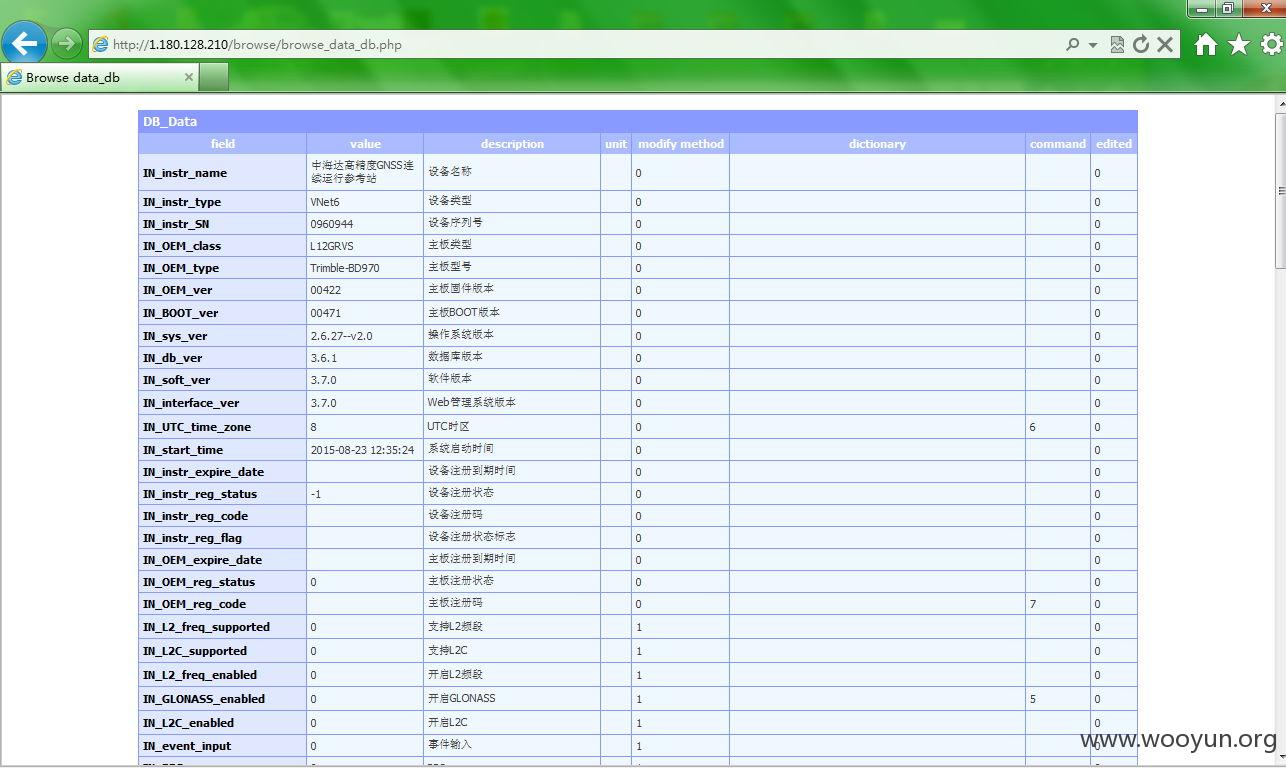 http://1.180.128.210/browse/browse_data_db.php
Browse data_db
DB_Data
field value description unit modify method dictionary command edited
IN_instr_name 中海达高精度GNSS连 设备名称 0 0
续运行参考站
IN_instr_type VNet6 设备类型 0 0
IN_instr_SN 0960944 设备序列号 0 0
IN_OEM_class L12GRVS 主板类型 0 0
IN_OEM_type Trimble-BD970 主板型号 0 0
IN_OEM_ver 00422 主板固件版本 0 0
IN_BOOT_ver 00471 主板BOOT版本 0 0
IN_sys_ver 2.6.27--v2.0 操作系统版本 0 0
IN_db_ver 3.6.1 数据库版本 0 0
IN_soft_ver 3.7.0 软件版本 0 0
IN_interface_ver 3.7.0 Web管理系统版本 0 0
IN_UTC_time_zone 8 UTC时区 0 6 0
IN_start_time 2015-08-23 12:35:24 系统启动时间 0 0
IN_instr_expire_date 设备注册到期时间 0 0
IN_instr_reg_status -1 设备注册状态 0 0
IN_instr_reg_code 设备注册码 0 0
IN_instr_reg_flag 设备注册状态标志 0 0
IN_OEM_expire_date 主板注册到期时间 0 0
IN_OEM_reg_status 0 主板注册状态 0 0
IN_OEM_reg_code 主板注册码 0 7 0
IN_L2_freq_supported 0 支持L2频段 1 0
IN_L2C_supported 0 支持L2C 1 0
IN_L2_freq_enabled 0 开启L2频段 1 0
IN_GLONASS_enabled 0 开启GLONASS 1 5 0
IN_L2C_enabled 0 开启L2C 1 0
IN_event_input 0 事件输入 1 0
www.wooyun.org